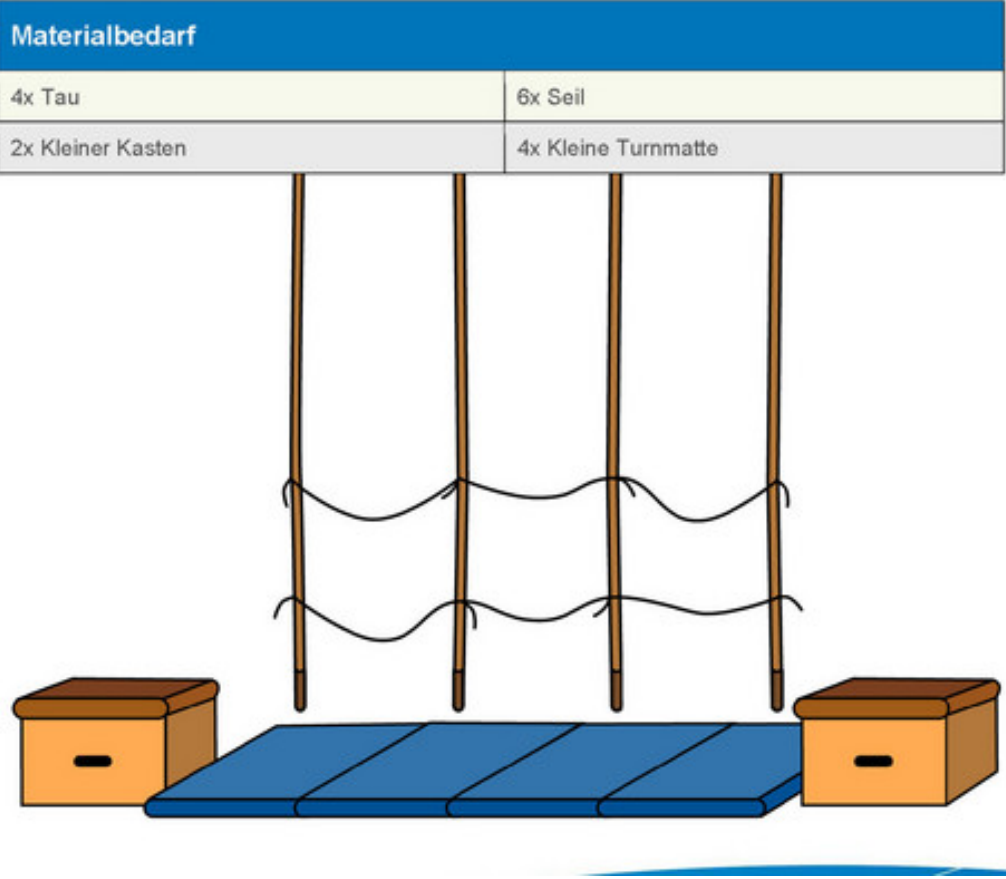 Materialbedarf
4x Tau
6x Seil
2x Kleiner Kasten
4x Kleine Turnmatte